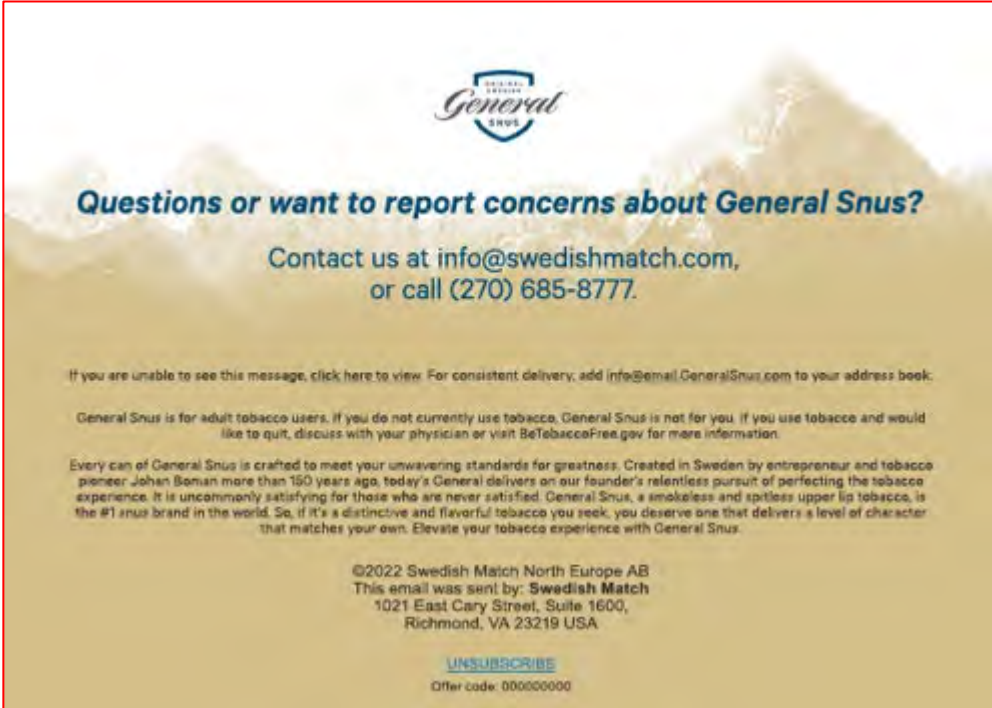 ORIGINAL
SWEDISH
General
SNUS
Questions or want to report concerns about General Snus?
Contact us at info@swedishmatch.com,
or call (270) 685-8777.
If you are unable to see this message, click here to view. For consistent delivery, add info@email.GeneralSnus.com to your address book.
General Snus is for adult tobacco users. If you do not currently use tobacco, General Snus is not for you. If you use tobacco and would
like to quit, discuss with your physician or visit BeTobaccoFree.gov for more information.
Every can of General Snus is crafted to meet your unwavering standards for greatness. Created in Sweden by entrepreneur and tobacco
pioneer Johan Boman more than 150 years ago, today's General delivers on our founder's relentless pursuit of perfecting the tobacco
experience. It is uncommonly satisfying for those who are never satisfied. General Snus, a smokeless and spitless upper lip tobacco, is
the #1 snus brand in the world. So, if it's a distinctive and flavorful tobacco you seek, you deserve one that delivers a level of character
that matches your own. Elevate your tobacco experience with General Snus.
©2022 Swedish Match North Europe AB
This email was sent by: Swedish Match
1021 East Cary Street, Suite 1600,
Richmond, VA 23219 USA
UNSUBSCRIBE
Offer code: 000000000